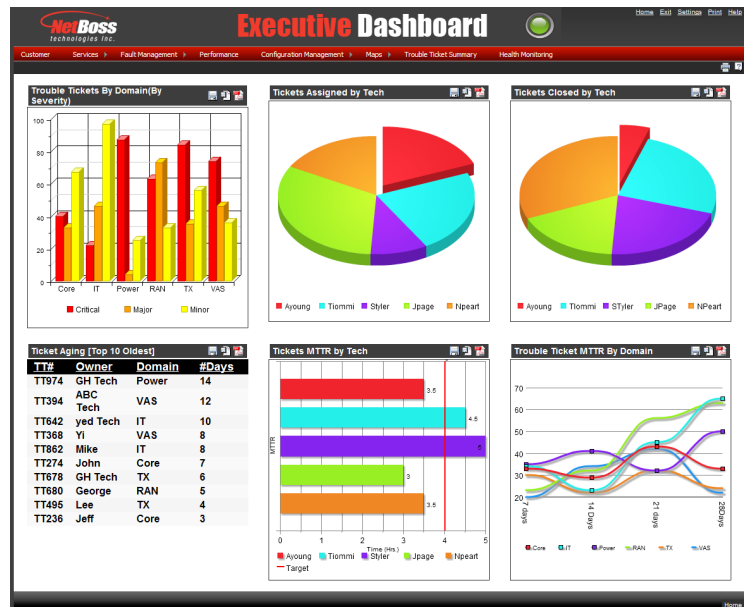 NetBoss
technologies inc.
Executive Dashboard
Home Exit Settings Print Help
Customer Services Fault Management Performance Configuration Management Maps Trouble Ticket Summary Health Monitoring
Trouble Tickets By Domain(By
Severity)
100
80
60
40
20
0
Core IT Power RAN TX VAS
Critical Major Minor
Tickets Assigned by Tech
Ayoung Tiommi Styler Jpage Npeart
Tickets Closed by Tech
Ayoung TIommi STyler JPage NPeart
Ticket Aging [Top 10 Oldest]
TT# Owner Domain #Days
TT974 GH Tech Power 14
TT394 ABC Tech VAS 12
TT642 yed Tech IT 10
TT368 Yi VAS 8
TT862 Mike IT 8
TT274 John Core 7
TT678 GH Tech TX 6
TT680 George RAN 5
TT495 Lee TX 4
TT236 Jeff Core 3
Tickets MTTR by Tech
MTTR
3.5
4.5
5
3
3.5
0 1 2 3 4 5
Time (Hrs.)
Ayoung Tiommi Styler Jpage Npeart
Target
Trouble Ticket MTTR By Domain
70
60
50
40
30
20
7 days 14 Days 21 days 28Days
Core IT Power RAN TX VAS
Home